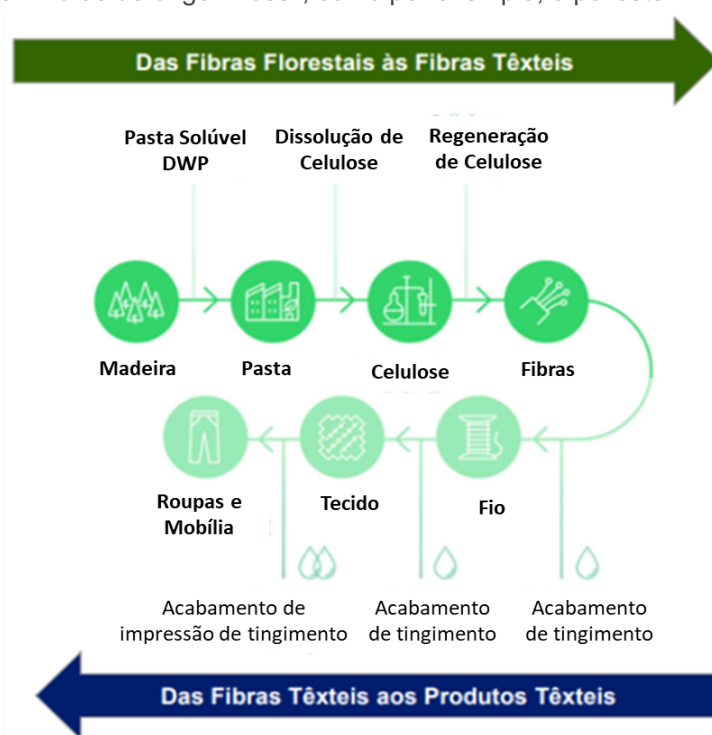 Das Fibras Florestais às Fibras Têxteis
Pasta Solúvel
DWP
Dissolução de
Celulose
Regeneração
de Celulose
Madeira
Pasta
Celulose
Fibras
Roupas e
Mobília
Tecido
Fio
Acabamento de
impressão de tingimento
Acabamento
de tingimento
Acabamento
de tingimento
Das Fibras Têxteis aos Produtos Têxteis